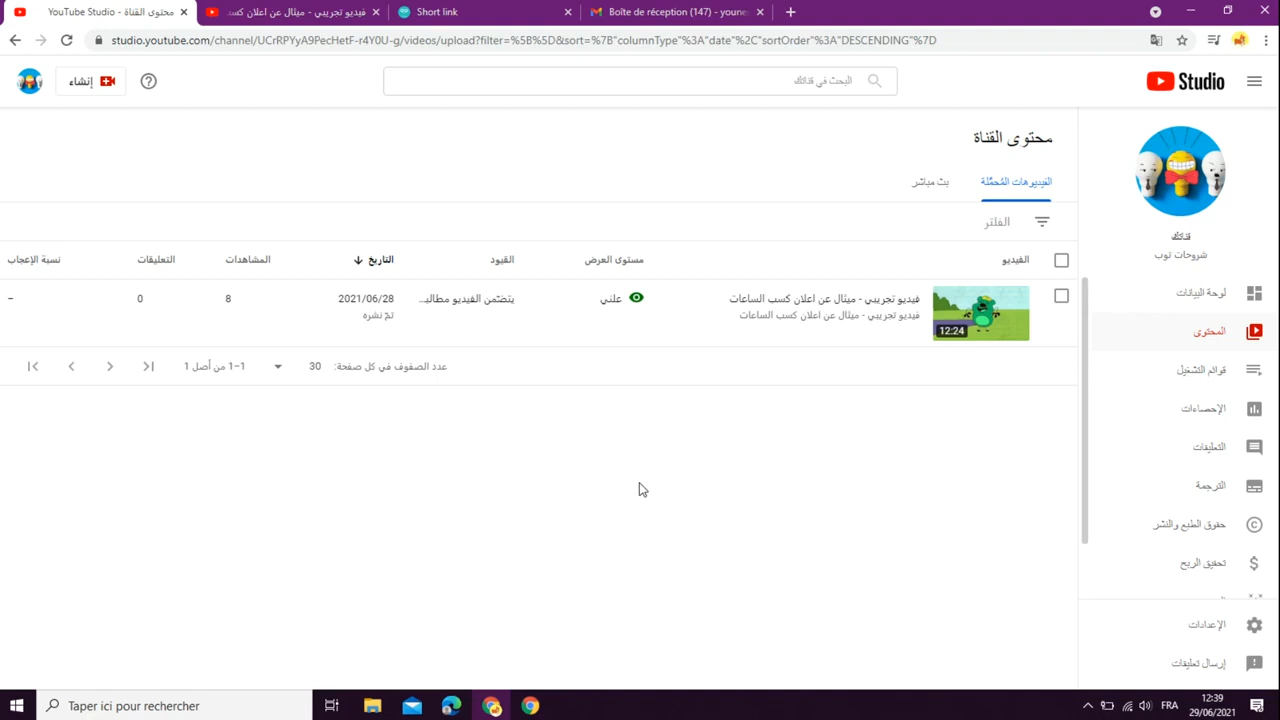 محتوى القناة - YouTube Studio
فيديو تجريبي - ميثال عن اعلان كسب
Short link
Boîte de réception (147) - youne
studio.youtube.com/channel/UCrRPYyA9PecHetF-r4Y0U-g/videos/upload?filter=%5B%5D&sort=%7B"columnType"%3A"date"%2C"sortOrder"%3A"DESCENDING"%7D
Studio
البحث في قناتك
إنشاء
محتوى القناة
الفيديوهات المُحمَّلة
بث مباشر
الفلتر
الفيديو
مستوى العرض
القيود
التاريخ
المشاهدات
التعليقات
نسبة الإعجاب
12:24
فيديو تجريبي - ميثال عن اعلان كسب الساعات
فيديو تجريبي - ميثال عن اعلان كسب الساعات
علني
يتضمن الفيديو مطالبـ...
2021/06/28
تمّ نشره
8
0
–
عدد الصفوف في كل صفحة: 30
1–1 من أصل 1
قناتك
شروحات توب
لوحة البيانات
المحتوى
قوائم التشغيل
الإحصاءات
التعليقات
الترجمة
حقوق الطبع والنشر
تحقيق الربح
الإعدادات
إرسال تعليقات
Taper ici pour rechercher
FRA
12:39
29/06/2021